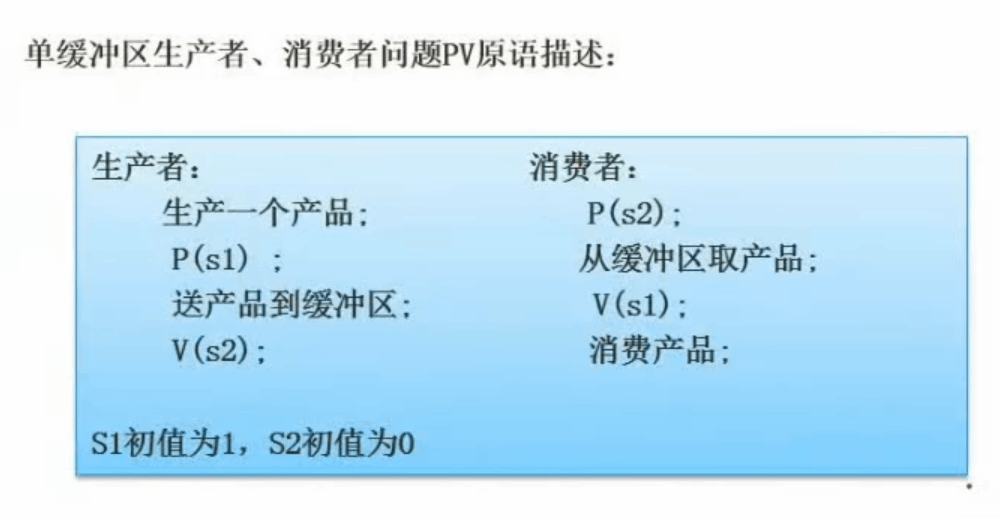 单缓冲区生产者、消费者问题PV原语描述：
生产者：
生产一个产品；
P(s1) ；
送产品到缓冲区；
V(s2)；
消费者：
P(s2)；
从缓冲区取产品；
V(s1)；
消费产品；
S1初值为1，S2初值为0